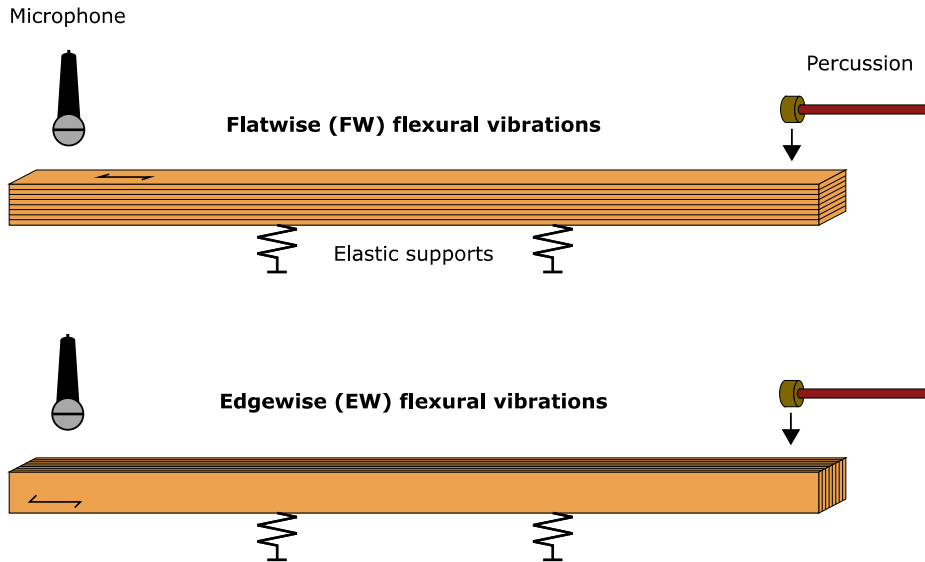 Microphone
Percussion
Flatwise (FW) flexural vibrations
Elastic supports
Edgewise (EW) flexural vibrations